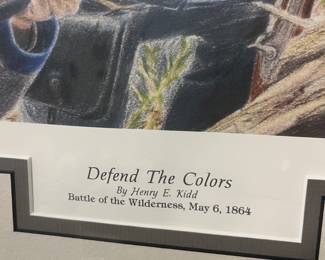 Defend The Colors
By Henry E. Kidd
Battle of the Wilderness, May 6, 1864